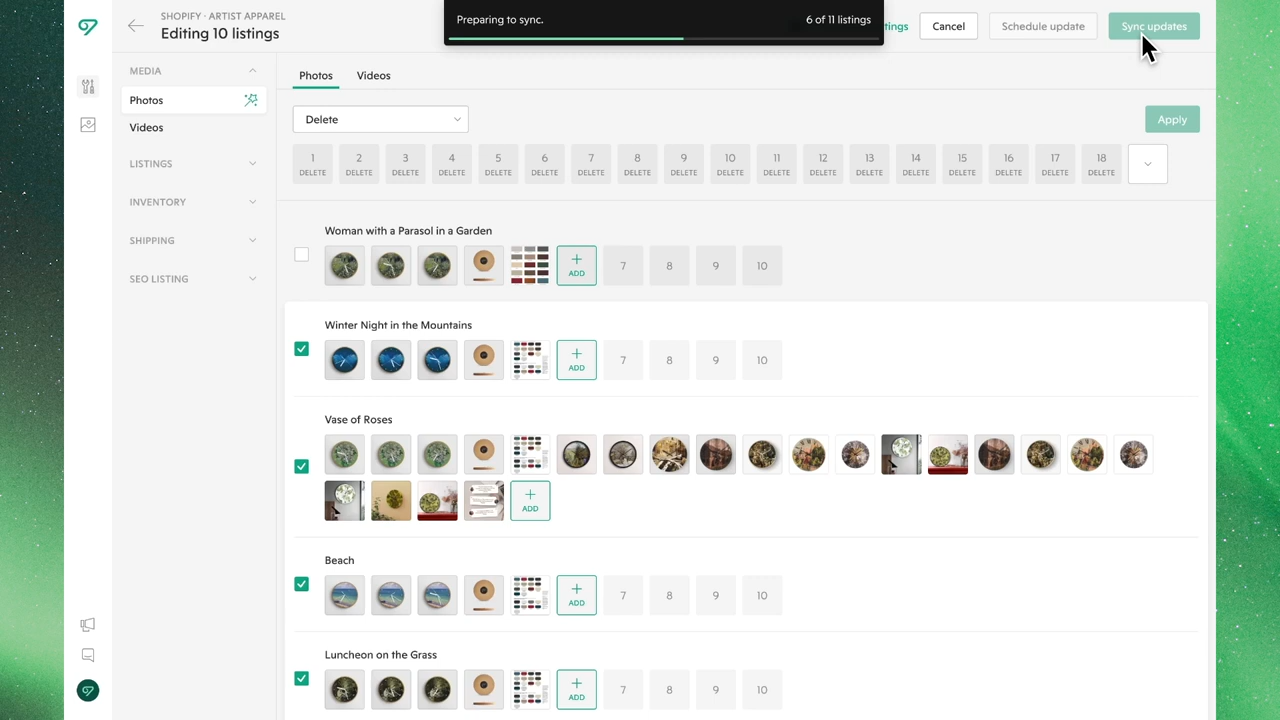 SHOPIFY · ARTIST APPAREL
Editing 10 listings
Preparing to sync.
6 of 11 listings
tings
Cancel
Schedule update
Sync updates
MEDIA
Photos
Videos
LISTINGS
INVENTORY
SHIPPING
SEO LISTING
Photos
Videos
Delete
Apply
1 2 3 4 5 6 7 8 9 10 11 12 13 14 15 16 17 18
DELETE DELETE DELETE DELETE DELETE DELETE DELETE DELETE DELETE DELETE DELETE DELETE DELETE DELETE DELETE DELETE DELETE DELETE
Woman with a Parasol in a Garden
ADD 7 8 9 10
Winter Night in the Mountains
ADD 7 8 9 10
Vase of Roses
ADD
Beach
ADD 7 8 9 10
Luncheon on the Grass
ADD 7 8 9 10